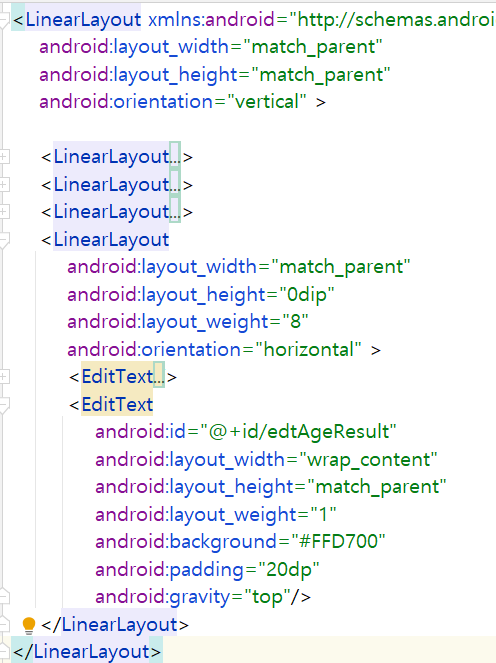 <LinearLayout xmlns:android="http://schemas.androi
android:layout_width="match_parent"
android:layout_height="match_parent"
android:orientation="vertical" >
<LinearLayout...>
<LinearLayout...>
<LinearLayout...>
<LinearLayout
android:layout_width="match_parent"
android:layout_height="0dip"
android:layout_weight="8"
android:orientation="horizontal" >
<EditText...>
<EditText
android:id="@+id/edtAgeResult"
android:layout_width="wrap_content"
android:layout_height="match_parent"
android:layout_weight="1"
android:background="#FFD700"
android:padding="20dp"
android:gravity="top"/>
</LinearLayout>
</LinearLayout>